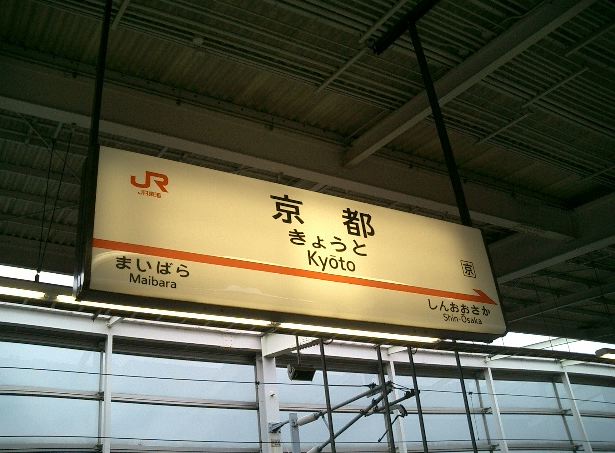 JR
JR東海
京都
きょうと
Kyōto
京
まいばら
Maibara
しんおおさか
Shin-Ōsaka